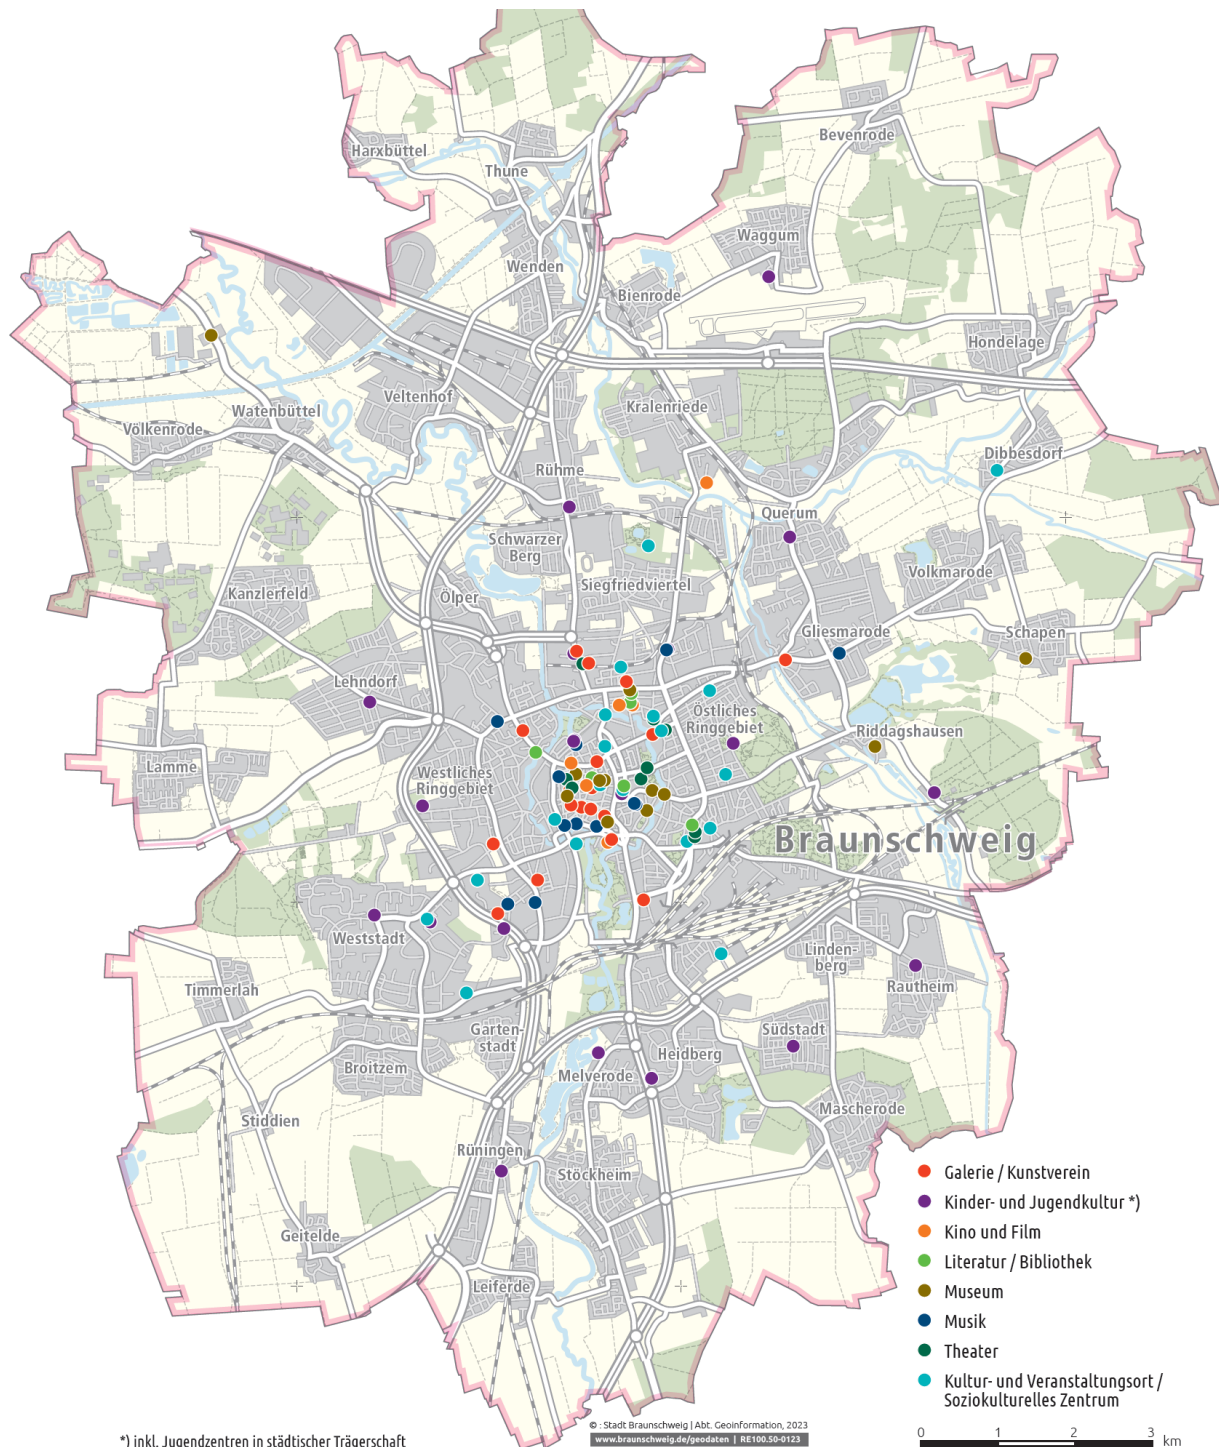 Bevenrode
Harxbüttel
Thune
Waggum
Wenden
Bienrode
Hondelage
Veltenhof
Kralenriede
Watenbüttel
Völkenrode
Dibbesdorf
Rühme
Querum
Schwarzer
Berg
Volkmarode
Siegfriedviertel
Kanzlerfeld
Ölper
Gliesmarode
Schapen
Lehndorf
Östliches
Ringgebiet
Riddagshausen
Lamme
Westliches
Ringgebiet
Braunschweig
Weststadt
Linden-
berg
Rautheim
Timmerlah
Garten-
stadt
Südstadt
Heidberg
Broitzem
Melverode
Mascherode
Stiddien
Rüningen
Stöckheim
Geitelde
Leiferde
Galerie / Kunstverein
Kinder- und Jugendkultur *)
Kino und Film
Literatur / Bibliothek
Museum
Musik
Theater
Kultur- und Veranstaltungsort /
Soziokulturelles Zentrum
© : Stadt Braunschweig | Abt. Geoinformation, 2023
www.braunschweig.de/geodaten | RE100.50-0123
0 1 2 3 km
*) inkl. Jugendzentren in städtischer Trägerschaft